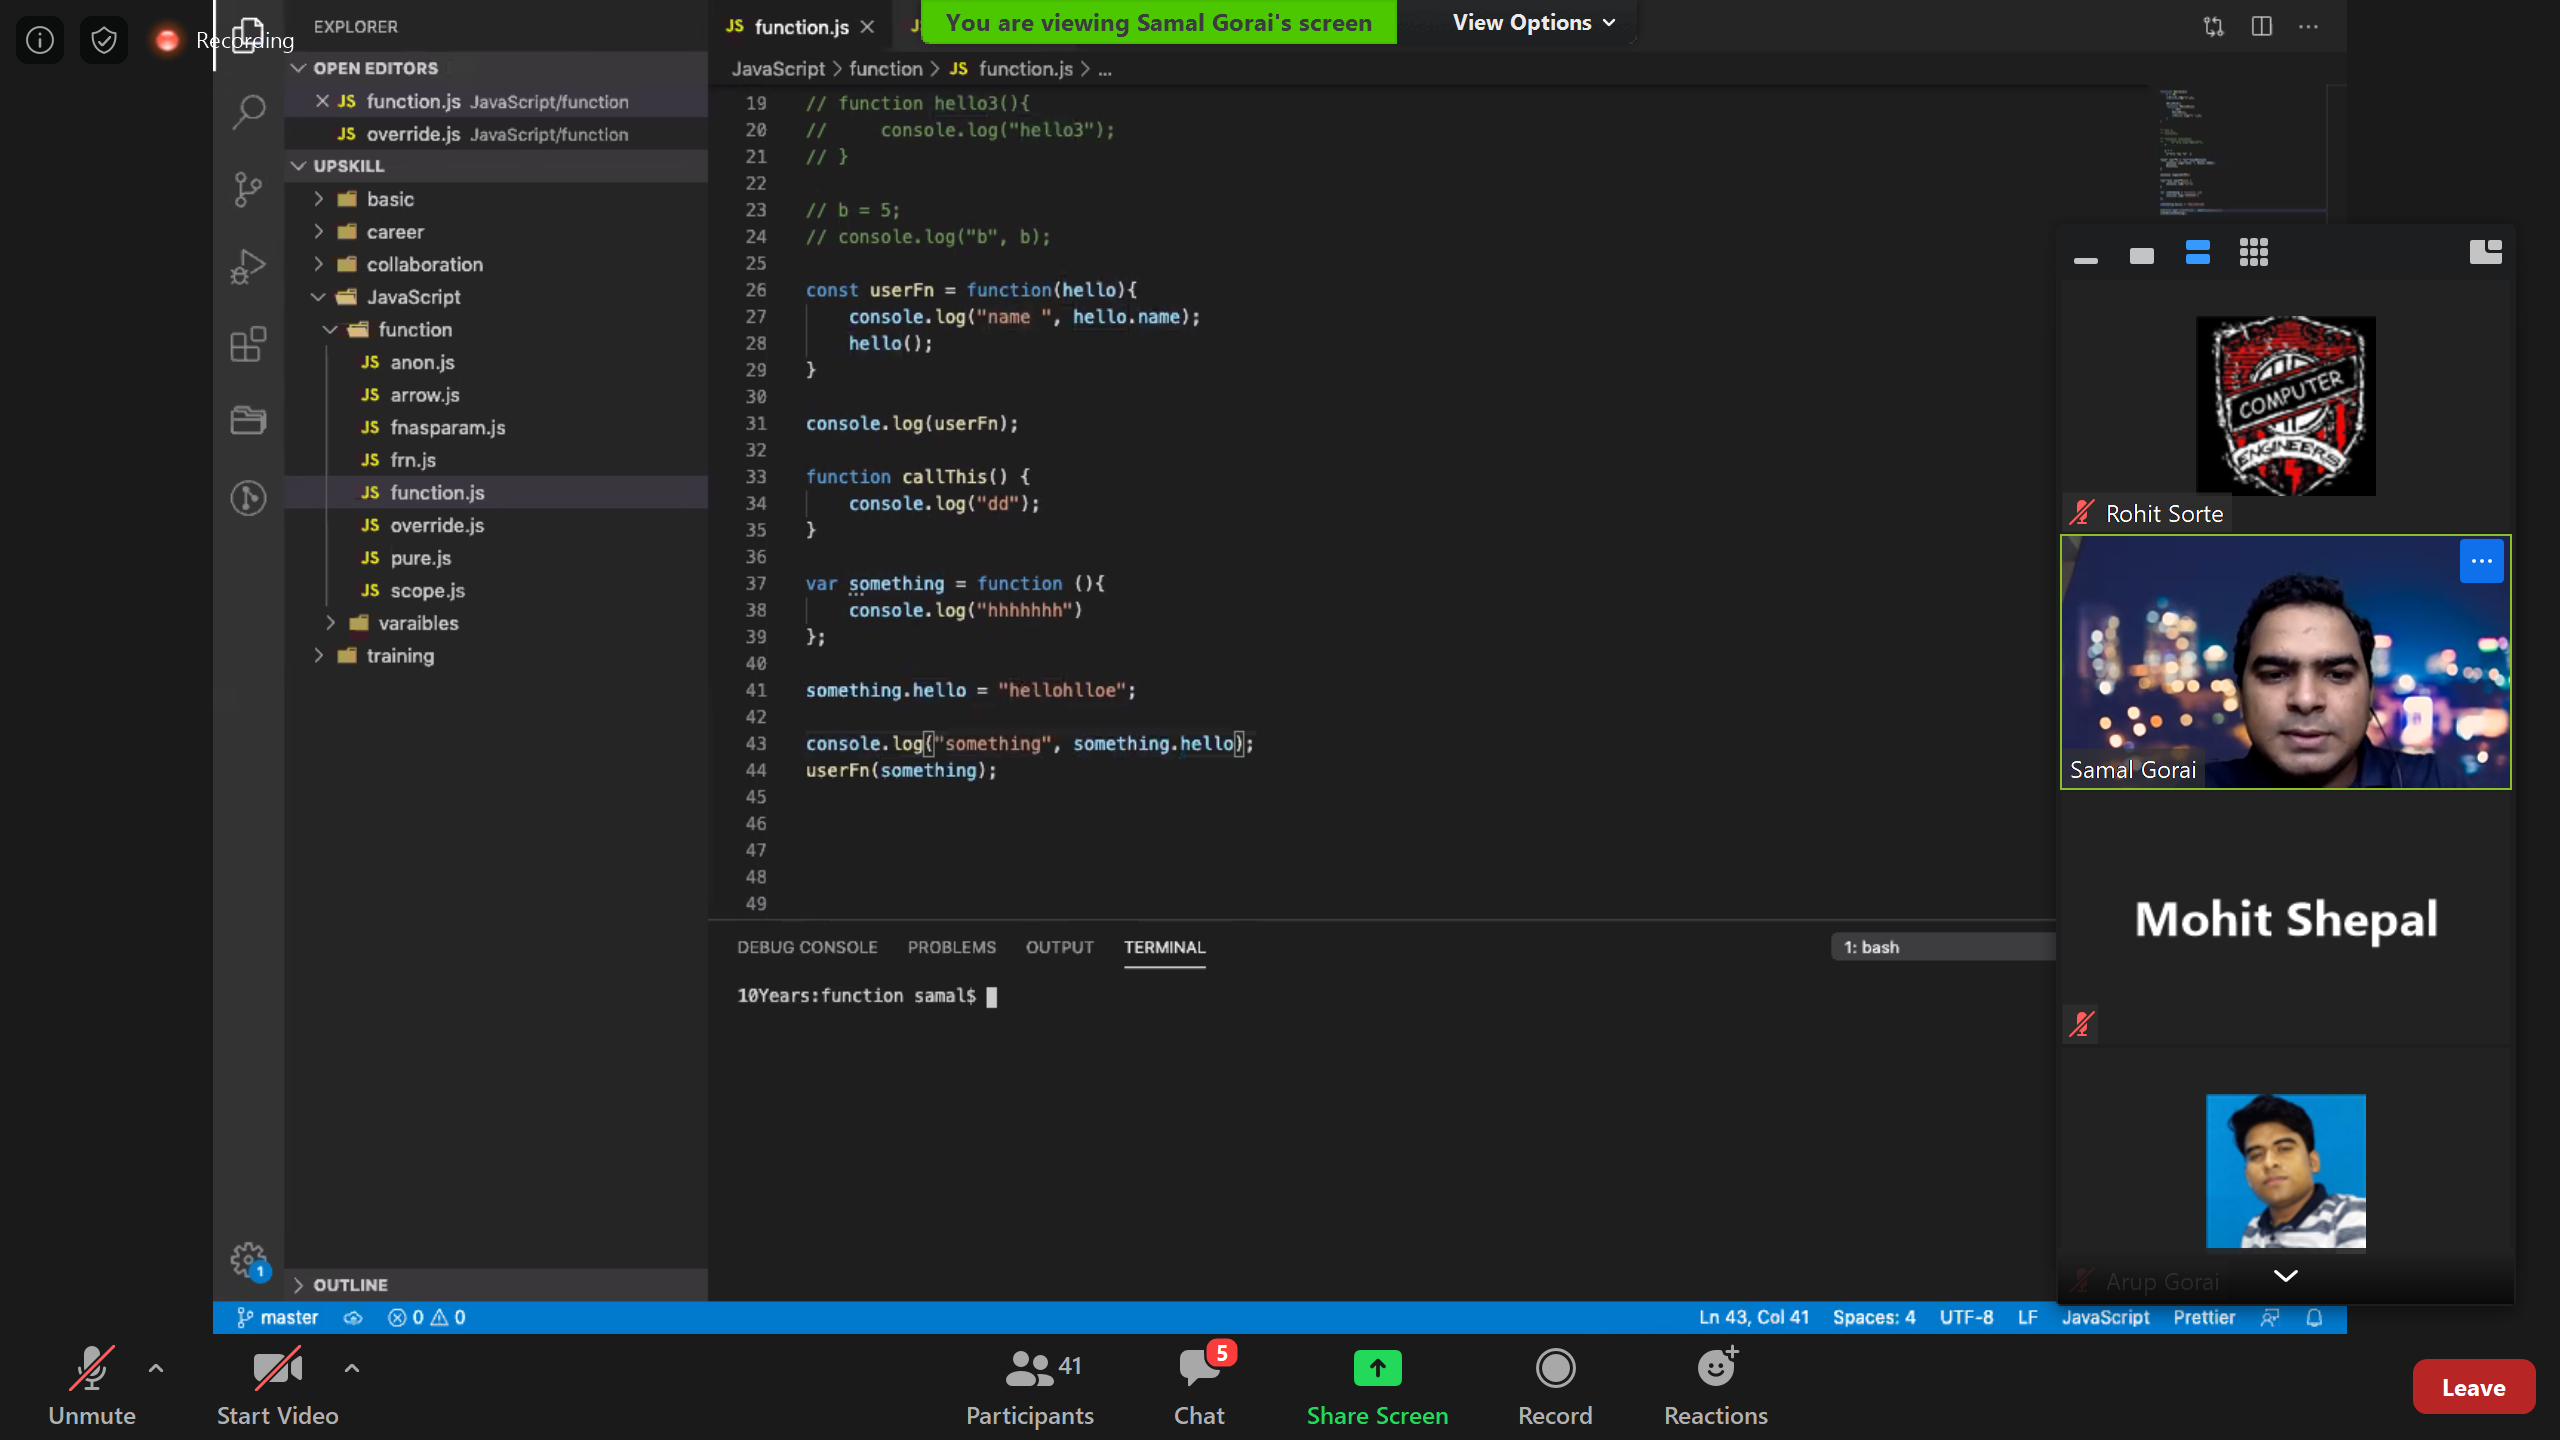 Recording
You are viewing Samal Gorai's screen
View Options
EXPLORER
OPEN EDITORS
JS function.js JavaScript/function
JS override.js JavaScript/function
UPSKILL
basic
career
collaboration
JavaScript
function
JS anon.js
JS arrow.js
JS fnasparam.js
JS frn.js
JS function.js
JS override.js
JS pure.js
JS scope.js
varaibles
training
OUTLINE
1
JS function.js
JavaScript > function > JS function.js > ...
19 // function hello3(){
20 //     console.log("hello3");
21 // }
22
23 // b = 5;
24 // console.log("b", b);
25
26 const userFn = function(hello){
27     console.log("name ", hello.name);
28     hello();
29 }
30
31 console.log(userFn);
32
33 function callThis() {
34     console.log("dd");
35 }
36
37 var something = function (){
38     console.log("hhhhhhh")
39 };
40
41 something.hello = "hellohlloe";
42
43 console.log("something", something.hello);
44 userFn(something);
45
46
47
48
49
DEBUG CONSOLE PROBLEMS OUTPUT TERMINAL
1: bash
10Years:function samal$
COMPUTER
ENGINEERS
Rohit Sorte
Samal Gorai
Mohit Shepal
Arup Gorai
master 0 0
Ln 43, Col 41 Spaces: 4 UTF-8 LF JavaScript Prettier
Unmute
Start Video
41
Participants
5
Chat
Share Screen
Record
Reactions
Leave